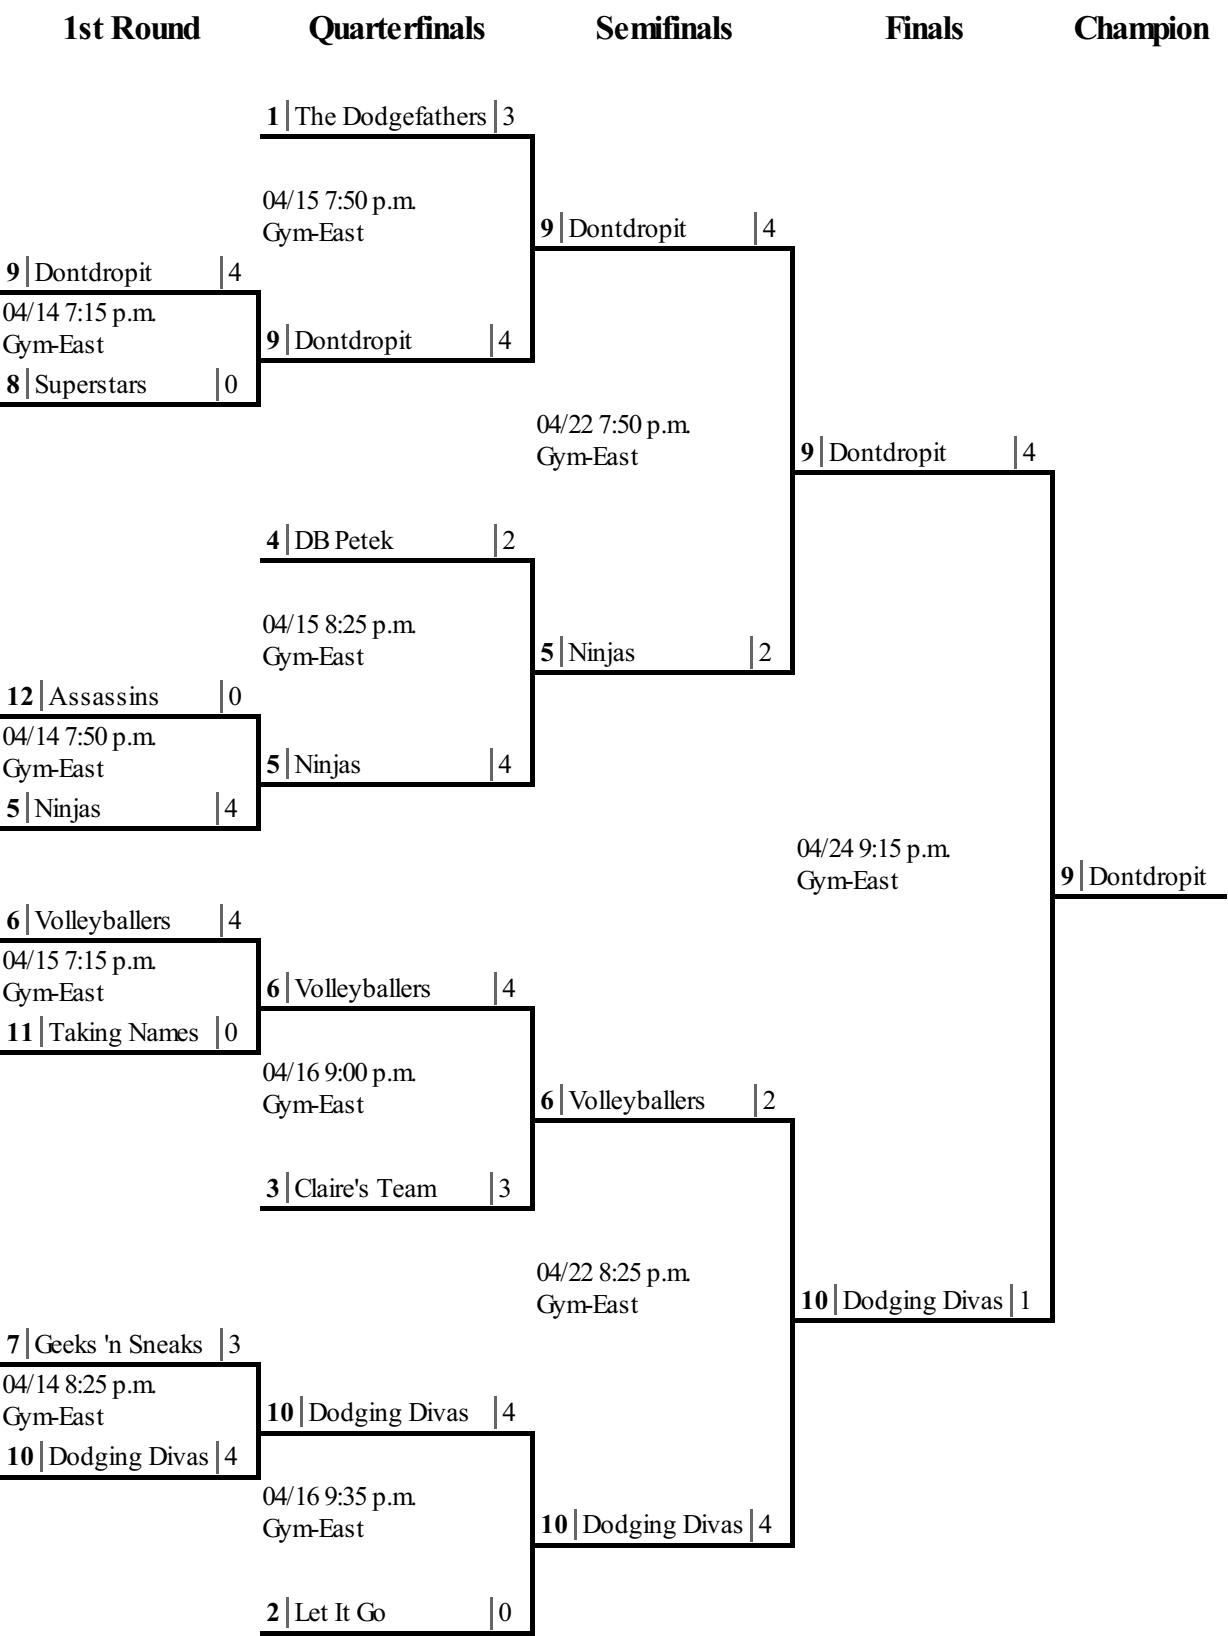 1st Round Quarterfinals Semifinals Finals Champion
1 The Dodgefathers 3
04/15 7:50 p.m.
Gym-East
9 Dontdropit 4
9 Dontdropit 4
04/14 7:15 p.m.
Gym-East
9 Dontdropit 4
8 Superstars 0
04/22 7:50 p.m.
Gym-East
9 Dontdropit 4
4 DB Petek 2
04/15 8:25 p.m.
Gym-East
5 Ninjas 2
12 Assassins 0
04/14 7:50 p.m.
Gym-East
5 Ninjas 4
5 Ninjas 4
04/24 9:15 p.m.
Gym-East
9 Dontdropit
6 Volleyballers 4
04/15 7:15 p.m.
Gym-East
6 Volleyballers 4
11 Taking Names 0
04/16 9:00 p.m.
Gym-East
6 Volleyballers 2
3 Claire's Team 3
04/22 8:25 p.m.
Gym-East
10 Dodging Divas 1
7 Geeks 'n Sneaks 3
04/14 8:25 p.m.
Gym-East
10 Dodging Divas 4
10 Dodging Divas 4
04/16 9:35 p.m.
Gym-East
10 Dodging Divas 4
2 Let It Go 0